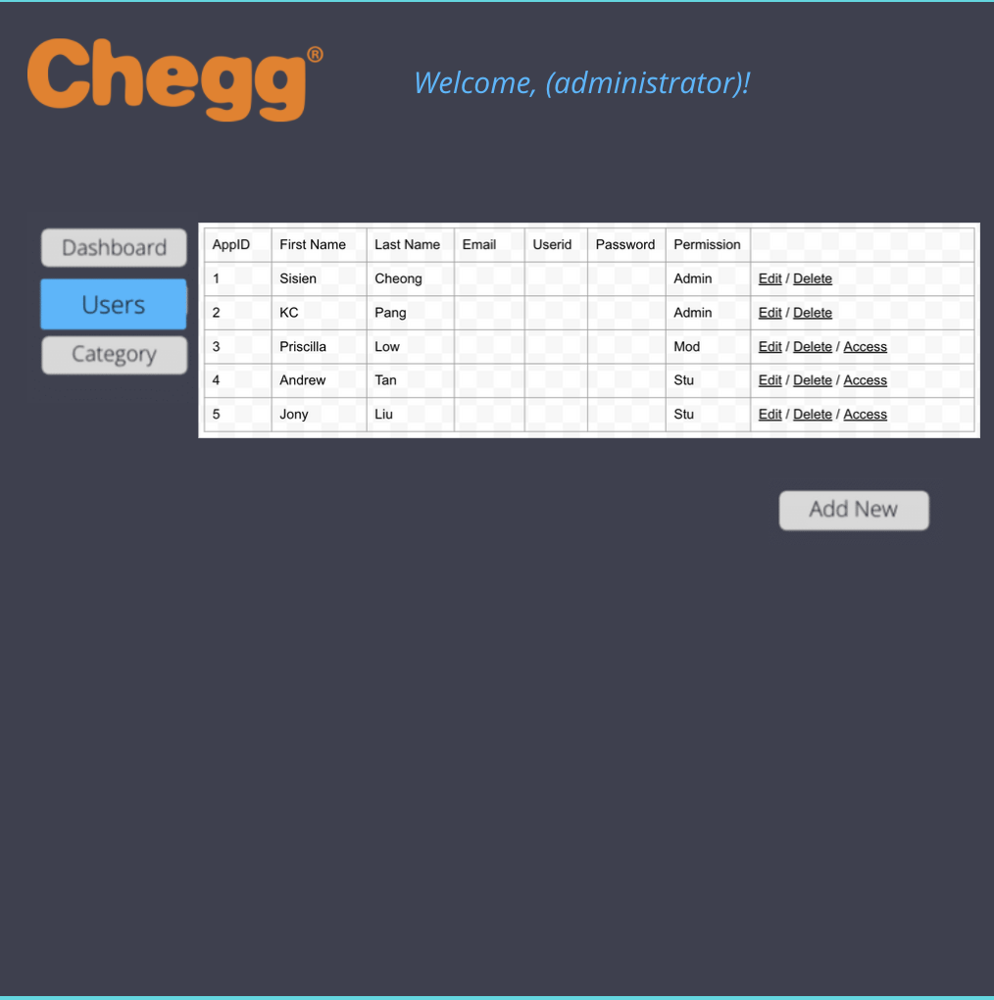 Chegg®
Welcome, (administrator)!
Dashboard
Users
Category
AppID First Name Last Name Email Userid Password Permission
1 Sisien Cheong Admin Edit / Delete
2 KC Pang Admin Edit / Delete
3 Priscilla Low Mod Edit / Delete / Access
4 Andrew Tan Stu Edit / Delete / Access
5 Jony Liu Stu Edit / Delete / Access
Add New